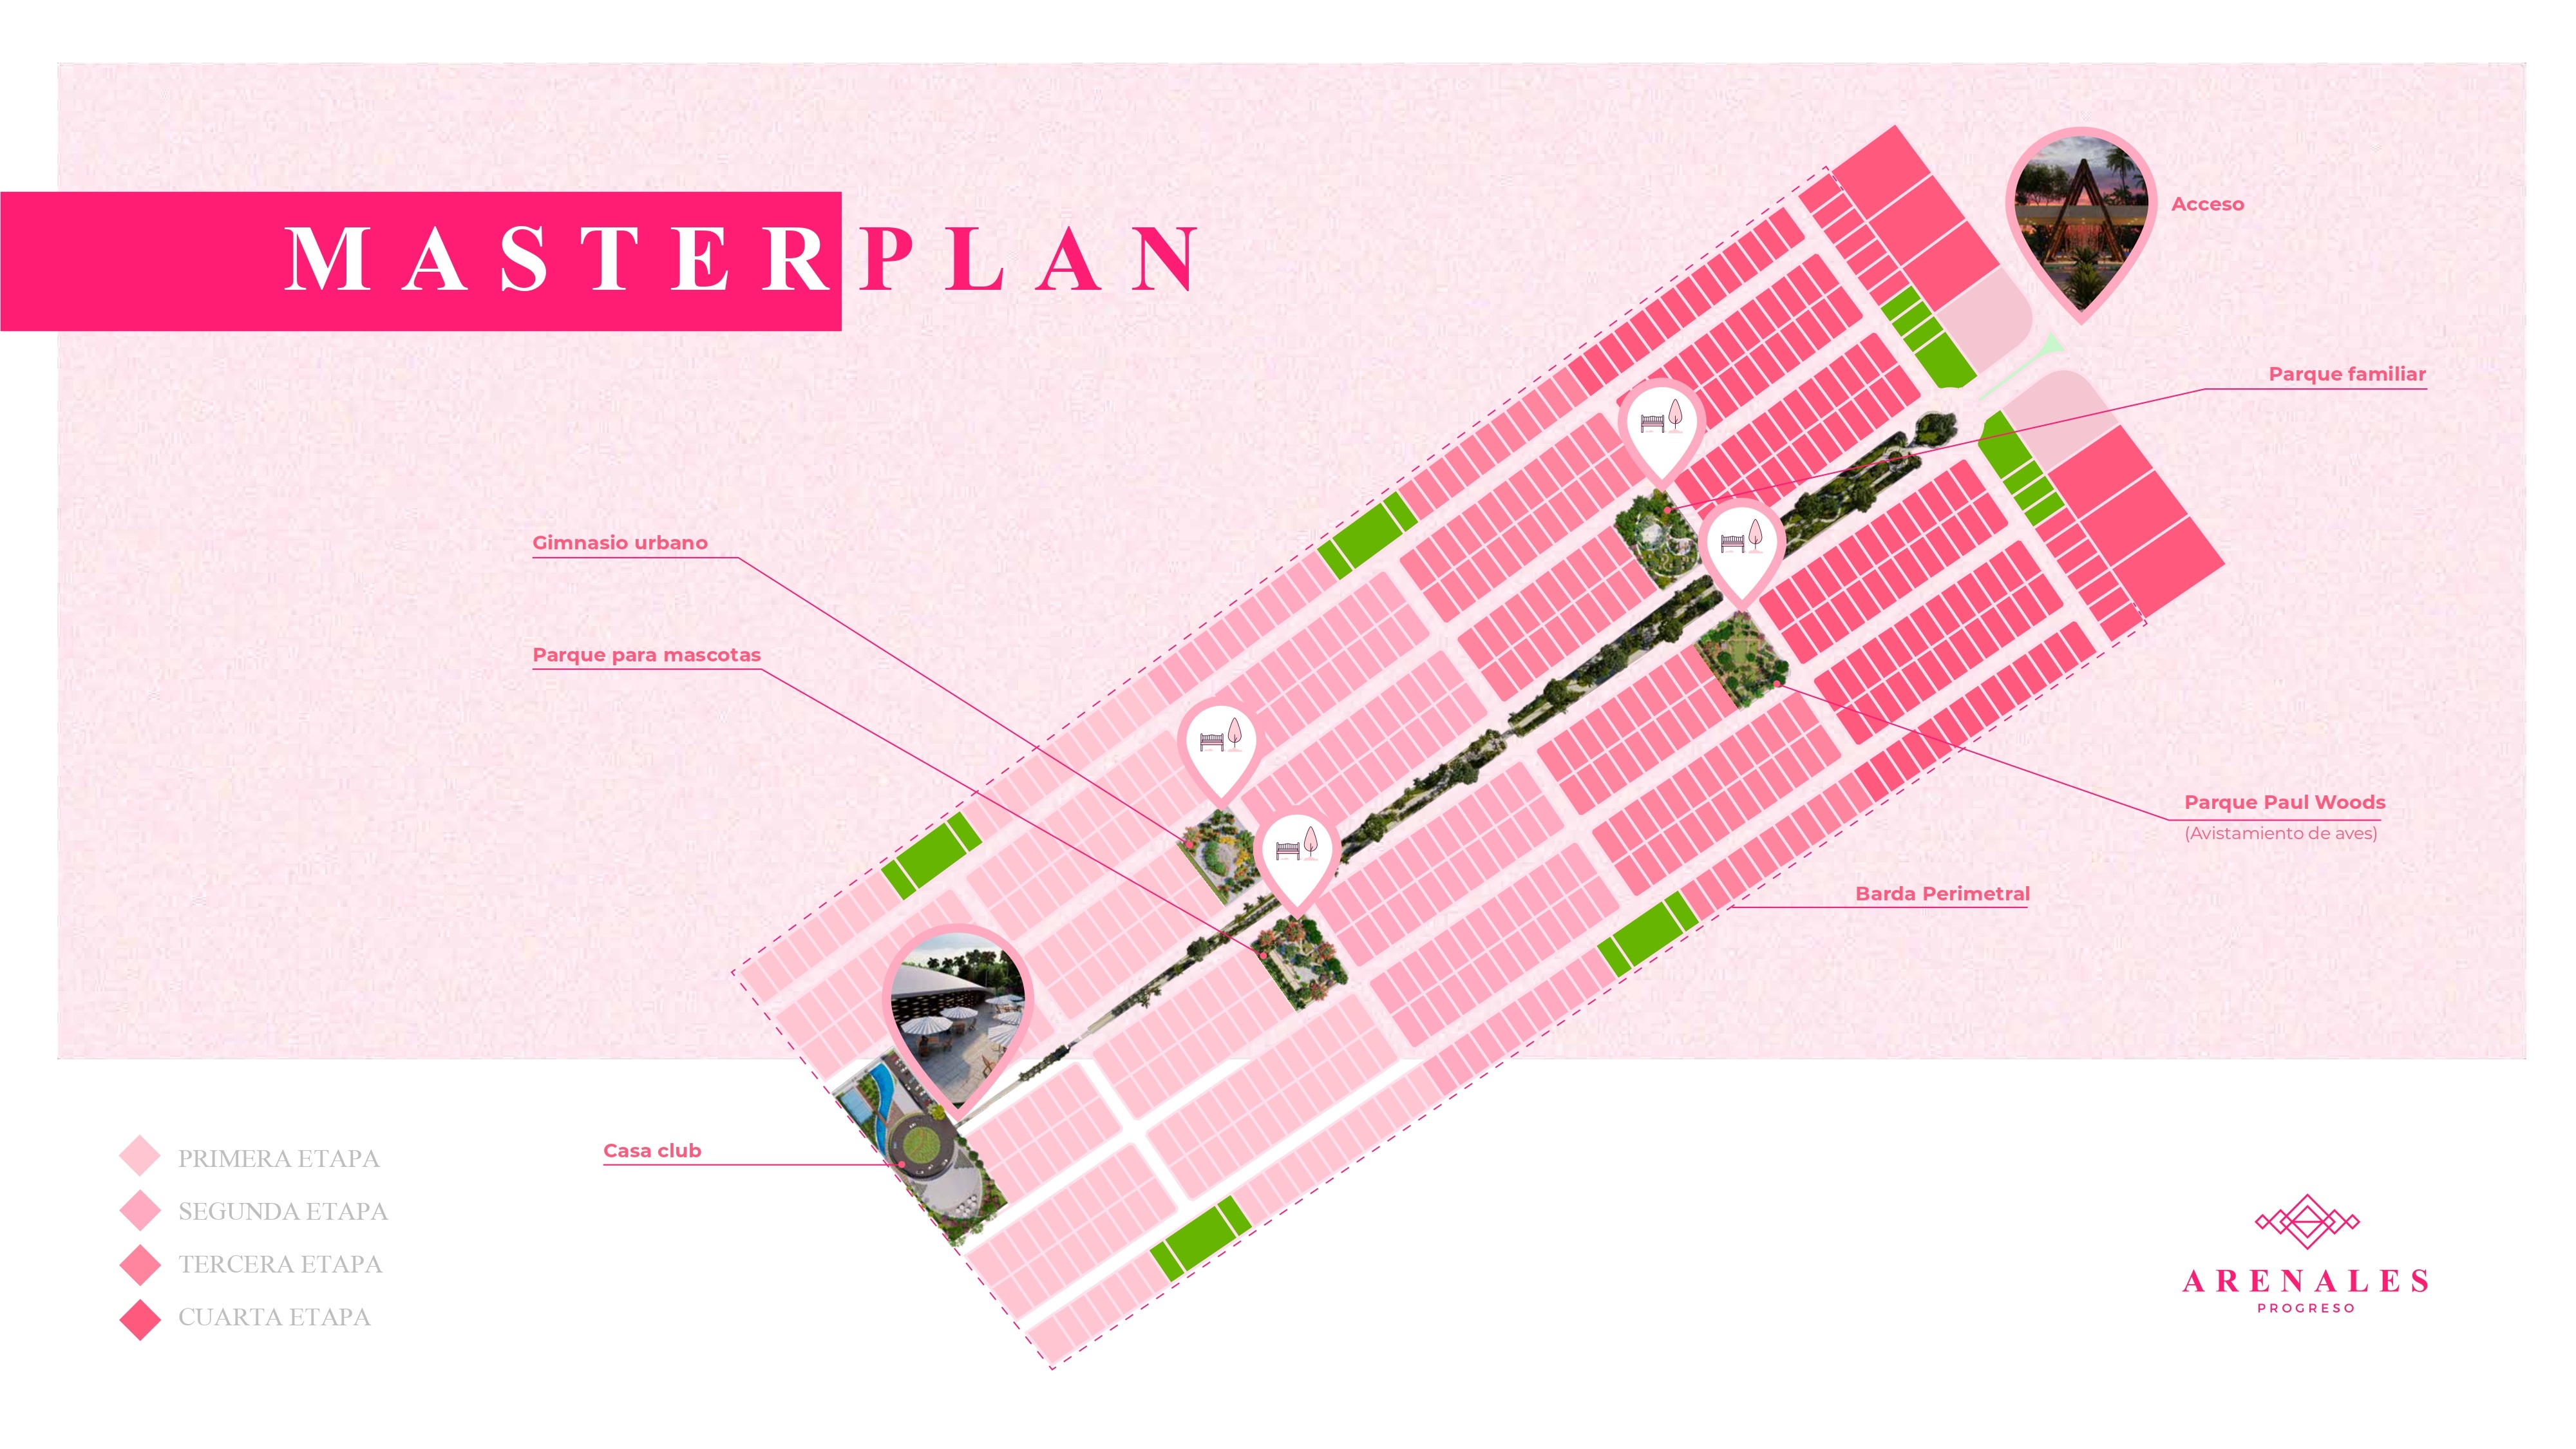 MASTERPLAN
Acceso
Parque familiar
Gimnasio urbano
Parque para mascotas
Parque Paul Woods
(Avistamiento de aves)
Barda Perimetral
Casa club
PRIMERA ETAPA
SEGUNDA ETAPA
TERCERA ETAPA
CUARTA ETAPA
ARENALES
PROGRESO